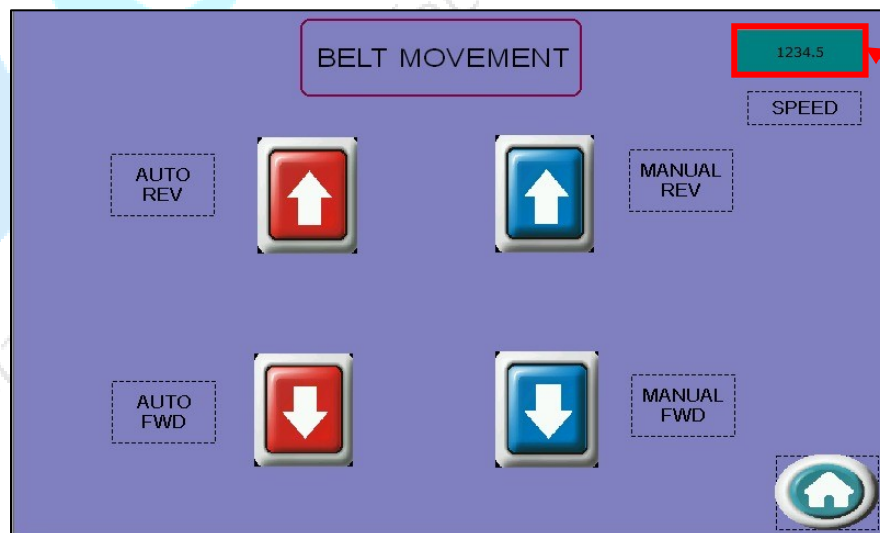 BELT MOVEMENT
1234.5
SPEED
AUTO
REV
MANUAL
REV
AUTO
FWD
MANUAL
FWD